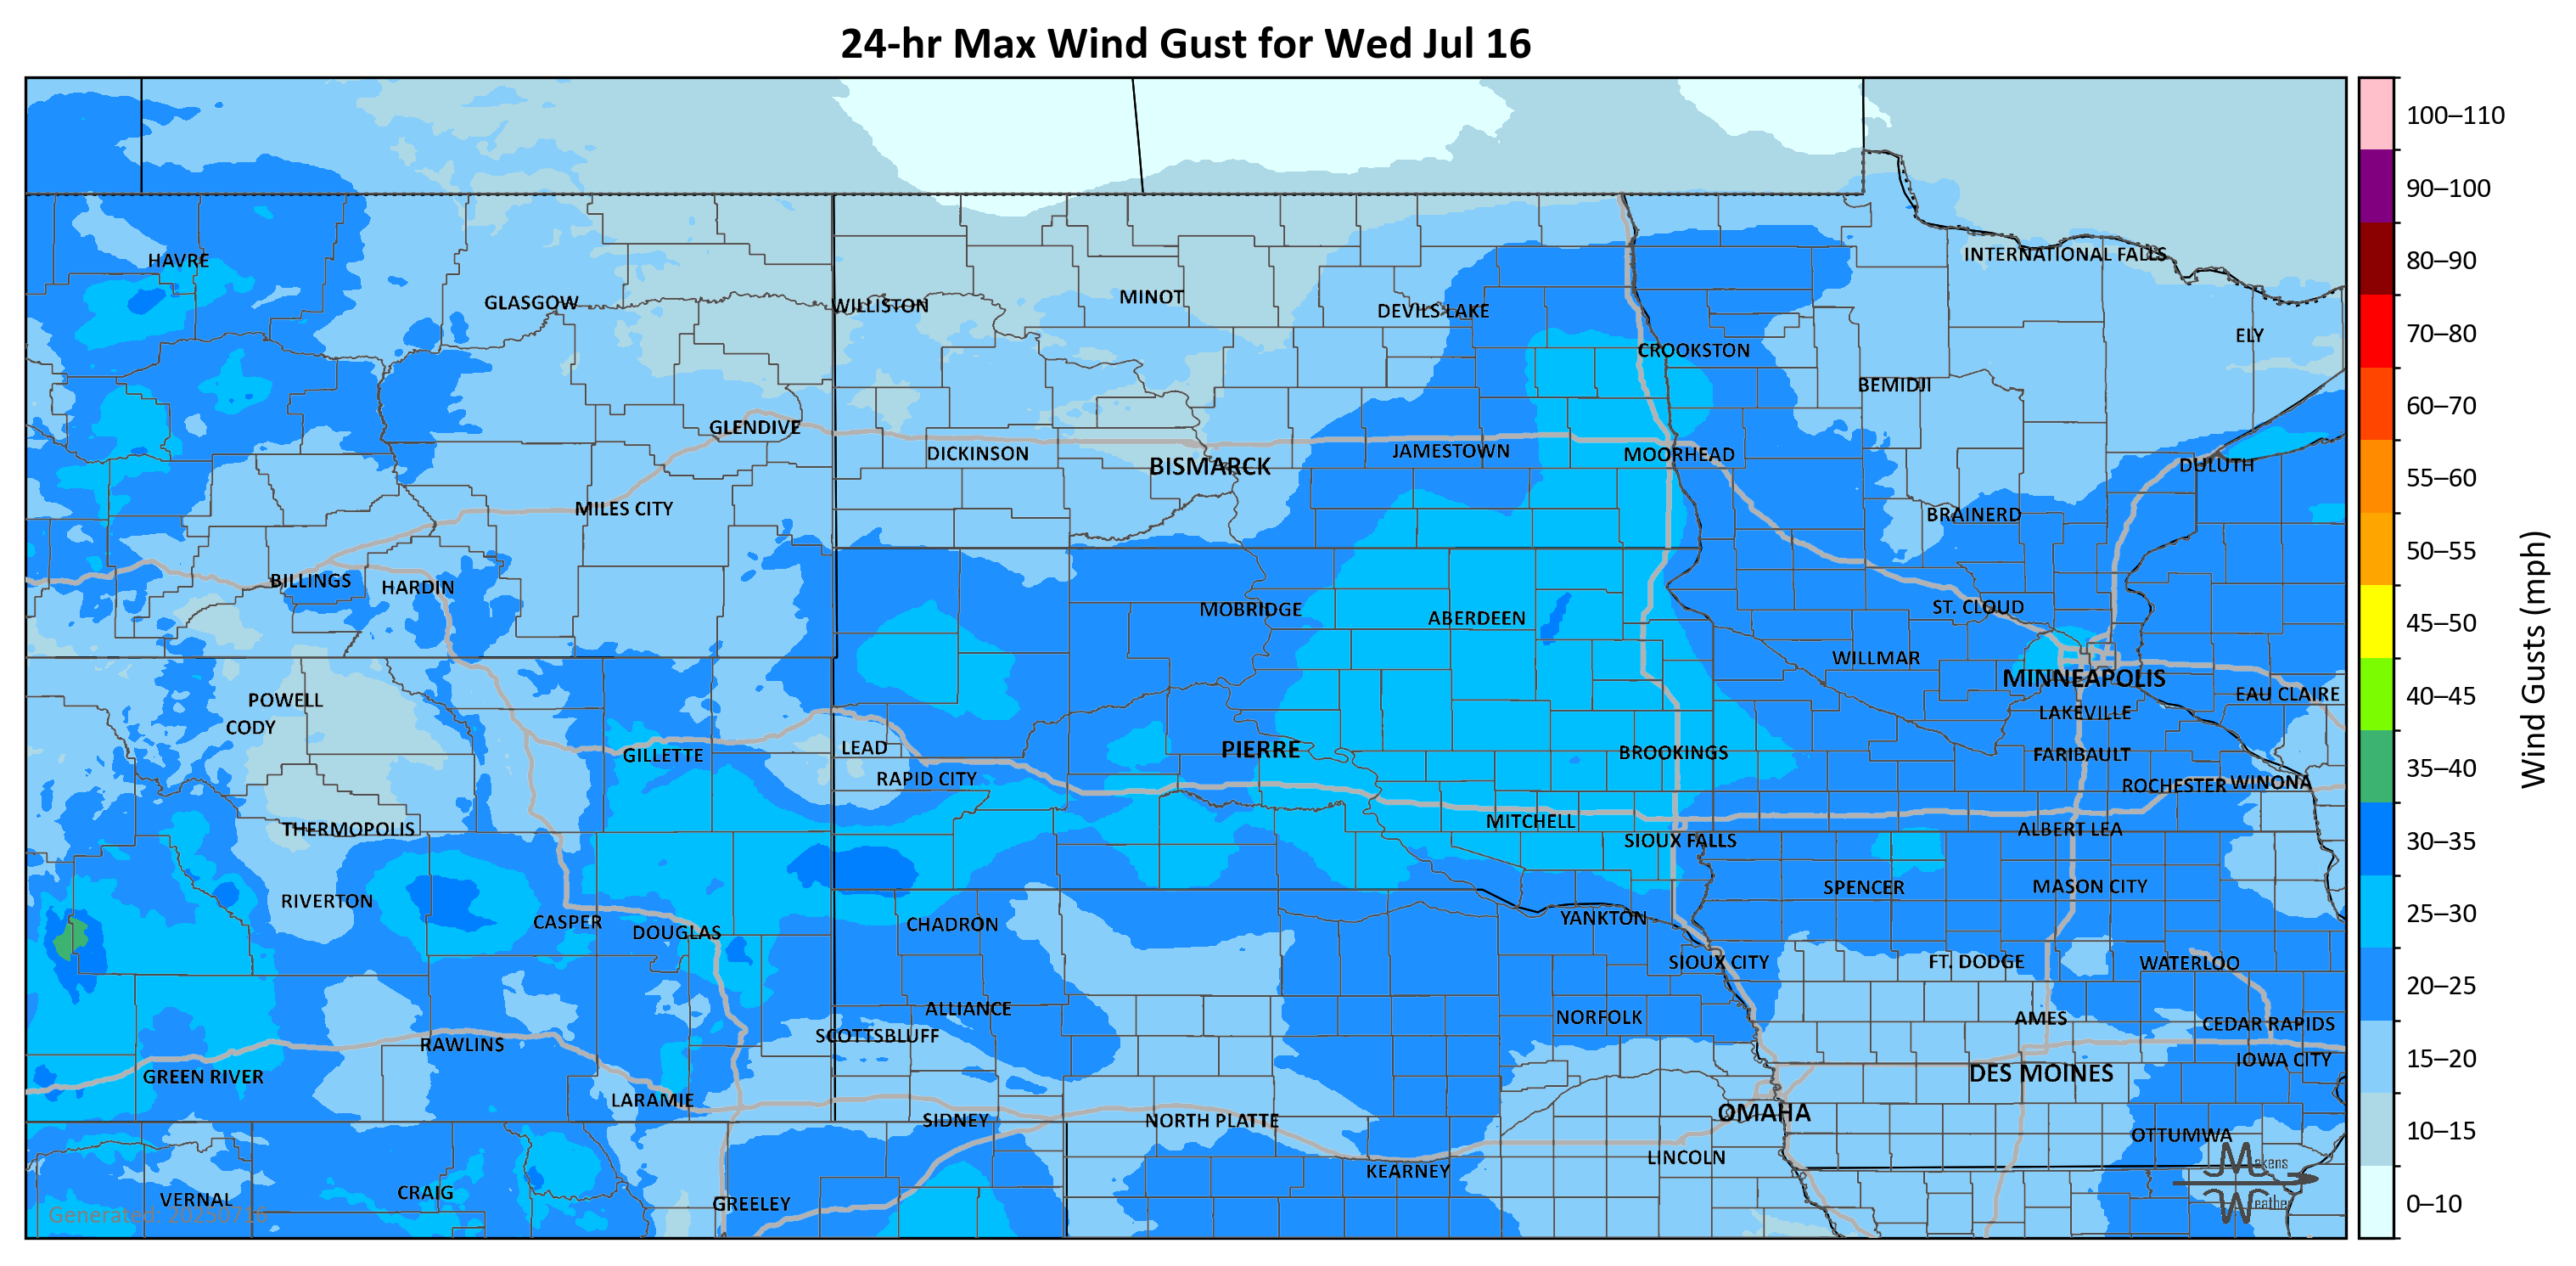 24-hr Max Wind Gust for Wed Jul 16
100–110
90–100
80–90
70–80
60–70
55–60
50–55
45–50
40–45
35–40
30–35
25–30
20–25
15–20
10–15
0–10
Wind Gusts (mph)
HAVRE
INTERNATIONAL FALLS
GLASGOW
WILLISTON
MINOT
DEVILS LAKE
ELY
CROOKSTON
BEMIDJI
GLENDIVE
DICKINSON
BISMARCK
JAMESTOWN
MOORHEAD
DULUTH
MILES CITY
BRAINERD
BILLINGS
HARDIN
MOBRIDGE
ABERDEEN
ST. CLOUD
WILLMAR
MINNEAPOLIS
EAU CLAIRE
POWELL
CODY
LAKEVILLE
GILLETTE
LEAD
PIERRE
BROOKINGS
FARIBAULT
RAPID CITY
ROCHESTER
WINONA
THERMOPOLIS
MITCHELL
SIOUX FALLS
ALBERT LEA
RIVERTON
SPENCER
MASON CITY
CASPER
DOUGLAS
CHADRON
YANKTON
SIOUX CITY
FT. DODGE
WATERLOO
ALLIANCE
NORFOLK
AMES
CEDAR RAPIDS
SCOTTSBLUFF
RAWLINS
IOWA CITY
GREEN RIVER
DES MOINES
LARAMIE
SIDNEY
NORTH PLATTE
OMAHA
OTTUMWA
LINCOLN
KEARNEY
VERNAL
CRAIG
GREELEY
Generated: 20250716
Makens
Weather